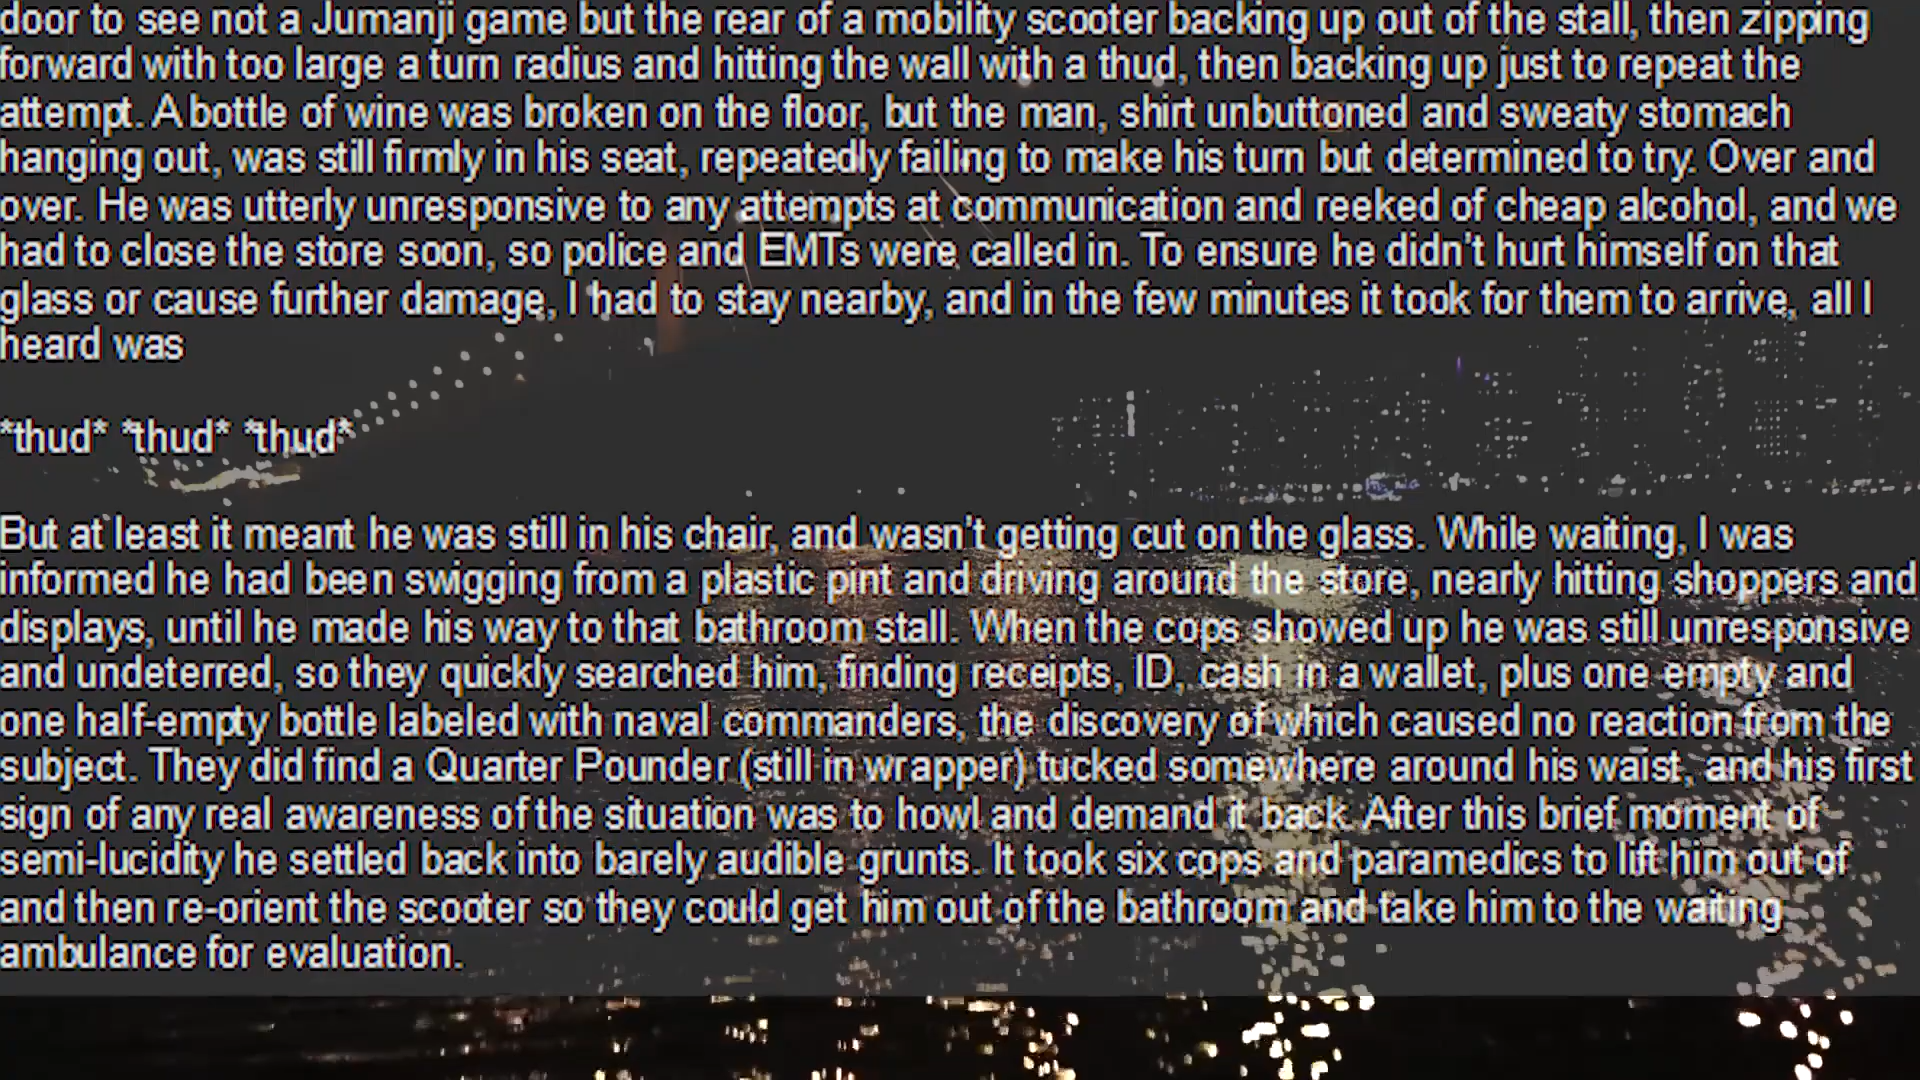 door to see not a Jumanji game but the rear of a mobility scooter backing up out of the stall, then zipping
forward with too large a turn radius and hitting the wall with a thud, then backing up just to repeat the
attempt. A bottle of wine was broken on the floor, but the man, shirt unbuttoned and sweaty stomach
hanging out, was still firmly in his seat, repeatedly failing to make his turn but determined to try. Over and
over. He was utterly unresponsive to any attempts at communication and reeked of cheap alcohol, and we
had to close the store soon, so police and EMTs were called in. To ensure he didn't hurt himself on that
glass or cause further damage, I had to stay nearby, and in the few minutes it took for them to arrive, all I
heard was
*thud* *thud* *thud*
But at least it meant he was still in his chair, and wasn't getting cut on the glass. While waiting, I was
informed he had been swigging from a plastic pint and driving around the store, nearly hitting shoppers and
displays, until he made his way to that bathroom stall. When the cops showed up he was still unresponsive
and undeterred, so they quickly searched him, finding receipts, ID, cash in a wallet, plus one empty and
one half-empty bottle labeled with naval commanders, the discovery of which caused no reaction from the
subject. They did find a Quarter Pounder (still in wrapper) tucked somewhere around his waist, and his first
sign of any real awareness of the situation was to howl and demand it back. After this brief moment of
semi-lucidity he settled back into barely audible grunts. It took six cops and paramedics to lift him out of
and then re-orient the scooter so they could get him out of the bathroom and take him to the waiting
ambulance for evaluation.